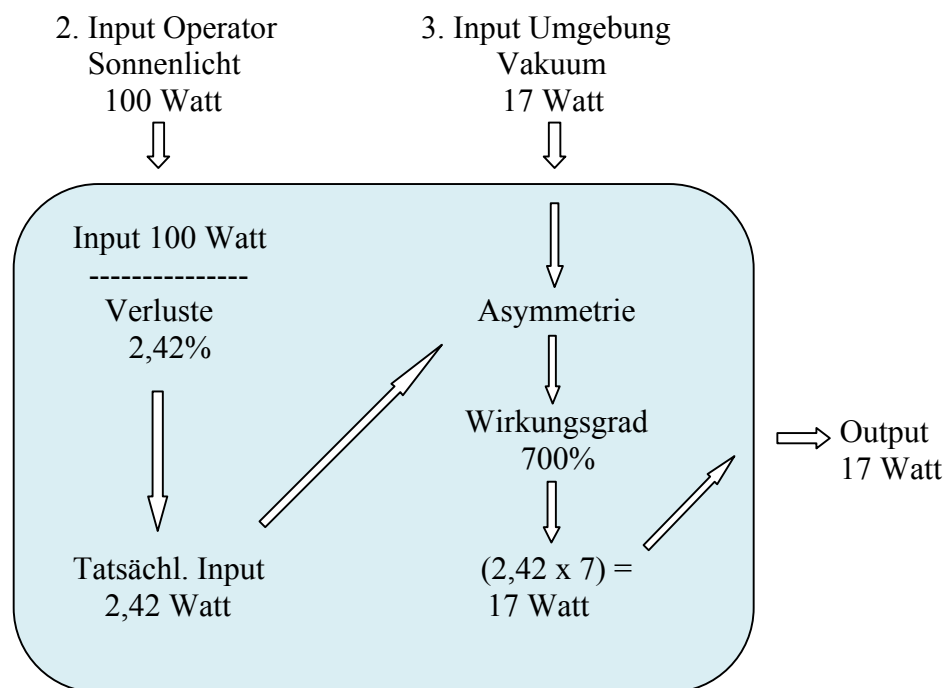 2. Input Operator
Sonnenlicht
100 Watt
3. Input Umgebung
Vakuum
17 Watt
Input 100 Watt
---------------
Verluste
2,42%
Tatsächl. Input
2,42 Watt
Asymmetrie
Wirkungsgrad
700%
(2,42 x 7) =
17 Watt
Output
17 Watt